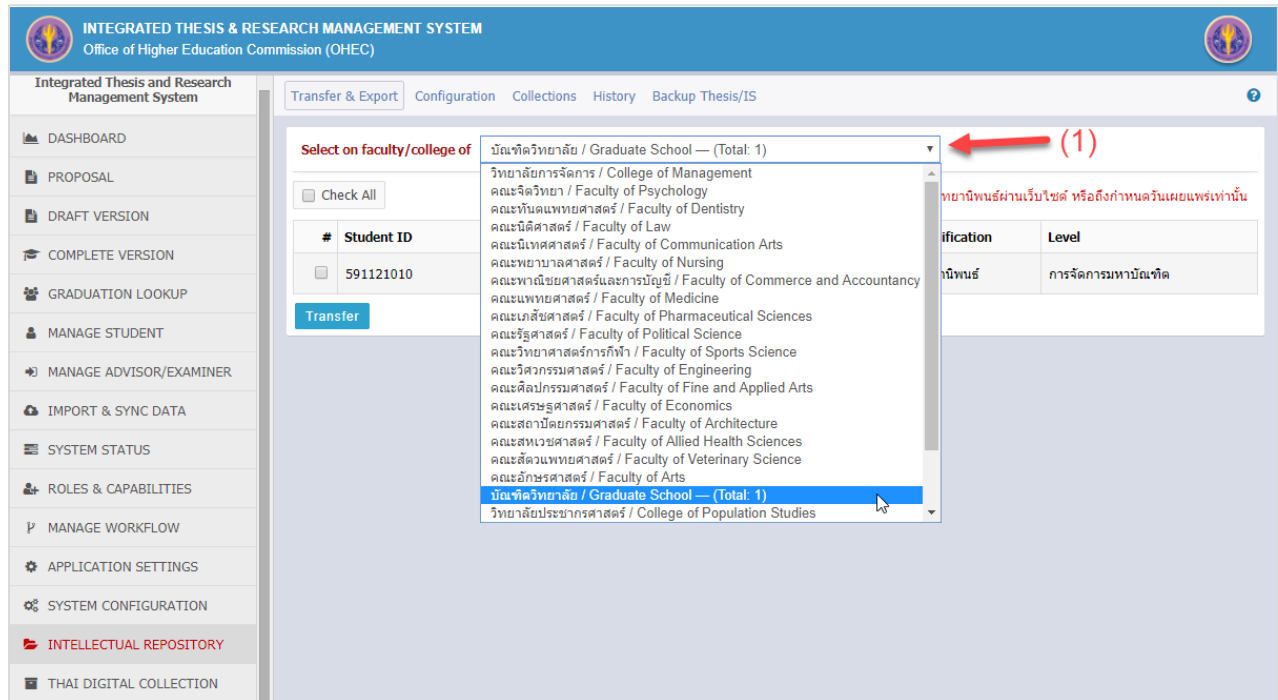 INTEGRATED THESIS & RESEARCH MANAGEMENT SYSTEM
Office of Higher Education Commission (OHEC)
Integrated Thesis and Research
Management System
DASHBOARD
PROPOSAL
DRAFT VERSION
COMPLETE VERSION
GRADUATION LOOKUP
MANAGE STUDENT
MANAGE ADVISOR/EXAMINER
IMPORT & SYNC DATA
SYSTEM STATUS
ROLES & CAPABILITIES
MANAGE WORKFLOW
APPLICATION SETTINGS
SYSTEM CONFIGURATION
INTELLECTUAL REPOSITORY
THAI DIGITAL COLLECTION
Transfer & Export Configuration Collections History Backup Thesis/IS
Select on faculty/college of บัณฑิตวิทยาลัย / Graduate School — (Total: 1) (1)
วิทยาลัยการจัดการ / College of Management
คณะจิตวิทยา / Faculty of Psychology
คณะทันตแพทยศาสตร์ / Faculty of Dentistry
คณะนิติศาสตร์ / Faculty of Law
คณะนิเทศศาสตร์ / Faculty of Communication Arts
คณะพยาบาลศาสตร์ / Faculty of Nursing
คณะพาณิชยศาสตร์และการบัญชี / Faculty of Commerce and Accountancy
คณะแพทยศาสตร์ / Faculty of Medicine
คณะเภสัชศาสตร์ / Faculty of Pharmaceutical Sciences
คณะรัฐศาสตร์ / Faculty of Political Science
คณะวิทยาศาสตร์การกีฬา / Faculty of Sports Science
คณะวิศวกรรมศาสตร์ / Faculty of Engineering
คณะศิลปกรรมศาสตร์ / Faculty of Fine and Applied Arts
คณะเศรษฐศาสตร์ / Faculty of Economics
คณะสถาปัตยกรรมศาสตร์ / Faculty of Architecture
คณะสหเวชศาสตร์ / Faculty of Allied Health Sciences
คณะสัตวแพทยศาสตร์ / Faculty of Veterinary Science
คณะอักษรศาสตร์ / Faculty of Arts
บัณฑิตวิทยาลัย / Graduate School — (Total: 1)
วิทยาลัยประชากรศาสตร์ / College of Population Studies
Check All ทยานิพนธ์ผ่านเว็บไซต์ หรือถึงกำหนดวันเผยแพร่เท่านั้น
# Student ID ification Level
591121010 านิพนธ์ การจัดการมหาบัณฑิต
Transfer